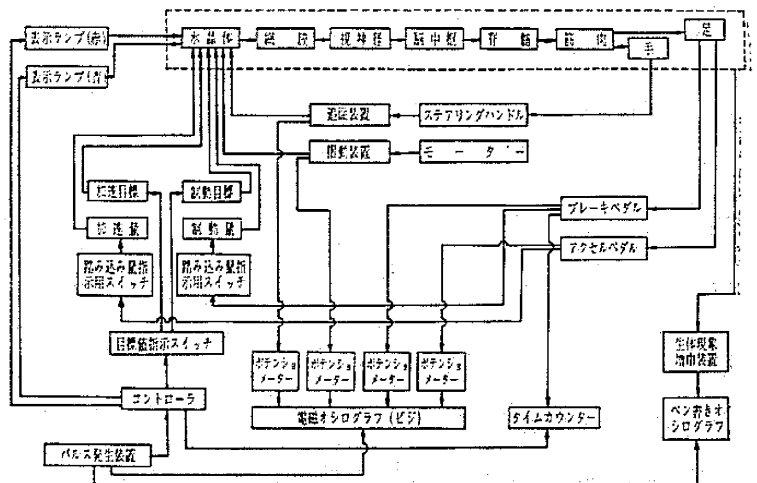 表示ランプ(赤)
水晶体
網膜
視神経
脳中枢
脊髄
筋肉
足
手
表示ランプ(青)
追従装置
ステアリングハンドル
駆動装置
モーター
加速目標
制動目標
ブレーキペダル
加速量
制動量
アクセルペダル
踏み込み量指
示用スイッチ
踏み込み量指
示用スイッチ
目標値指示スイッチ
生体現象
増巾装置
ポテンショ
メーター
ポテンショ
メーター
ポテンショ
メーター
ポテンショ
メーター
コントローラ
電磁オシログラフ(ビジ)
タイムカウンター
ペン書きオ
シログラフ
パルス発生装置